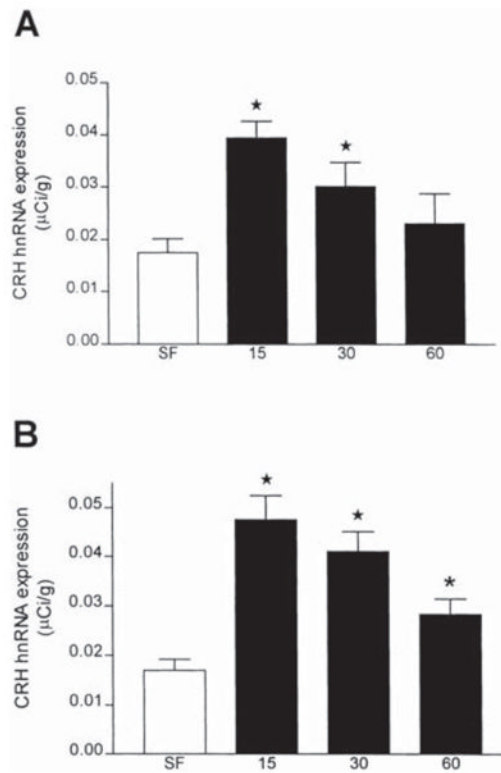 A
CRH hnRNA expression
(μCi/g)
0.05
0.04
0.03
0.02
0.01
0.00
★
★
SF 15 30 60
B
CRH hnRNA expression
(μCi/g)
0.05
0.04
0.03
0.02
0.01
0.00
★
★
*
SF 15 30 60